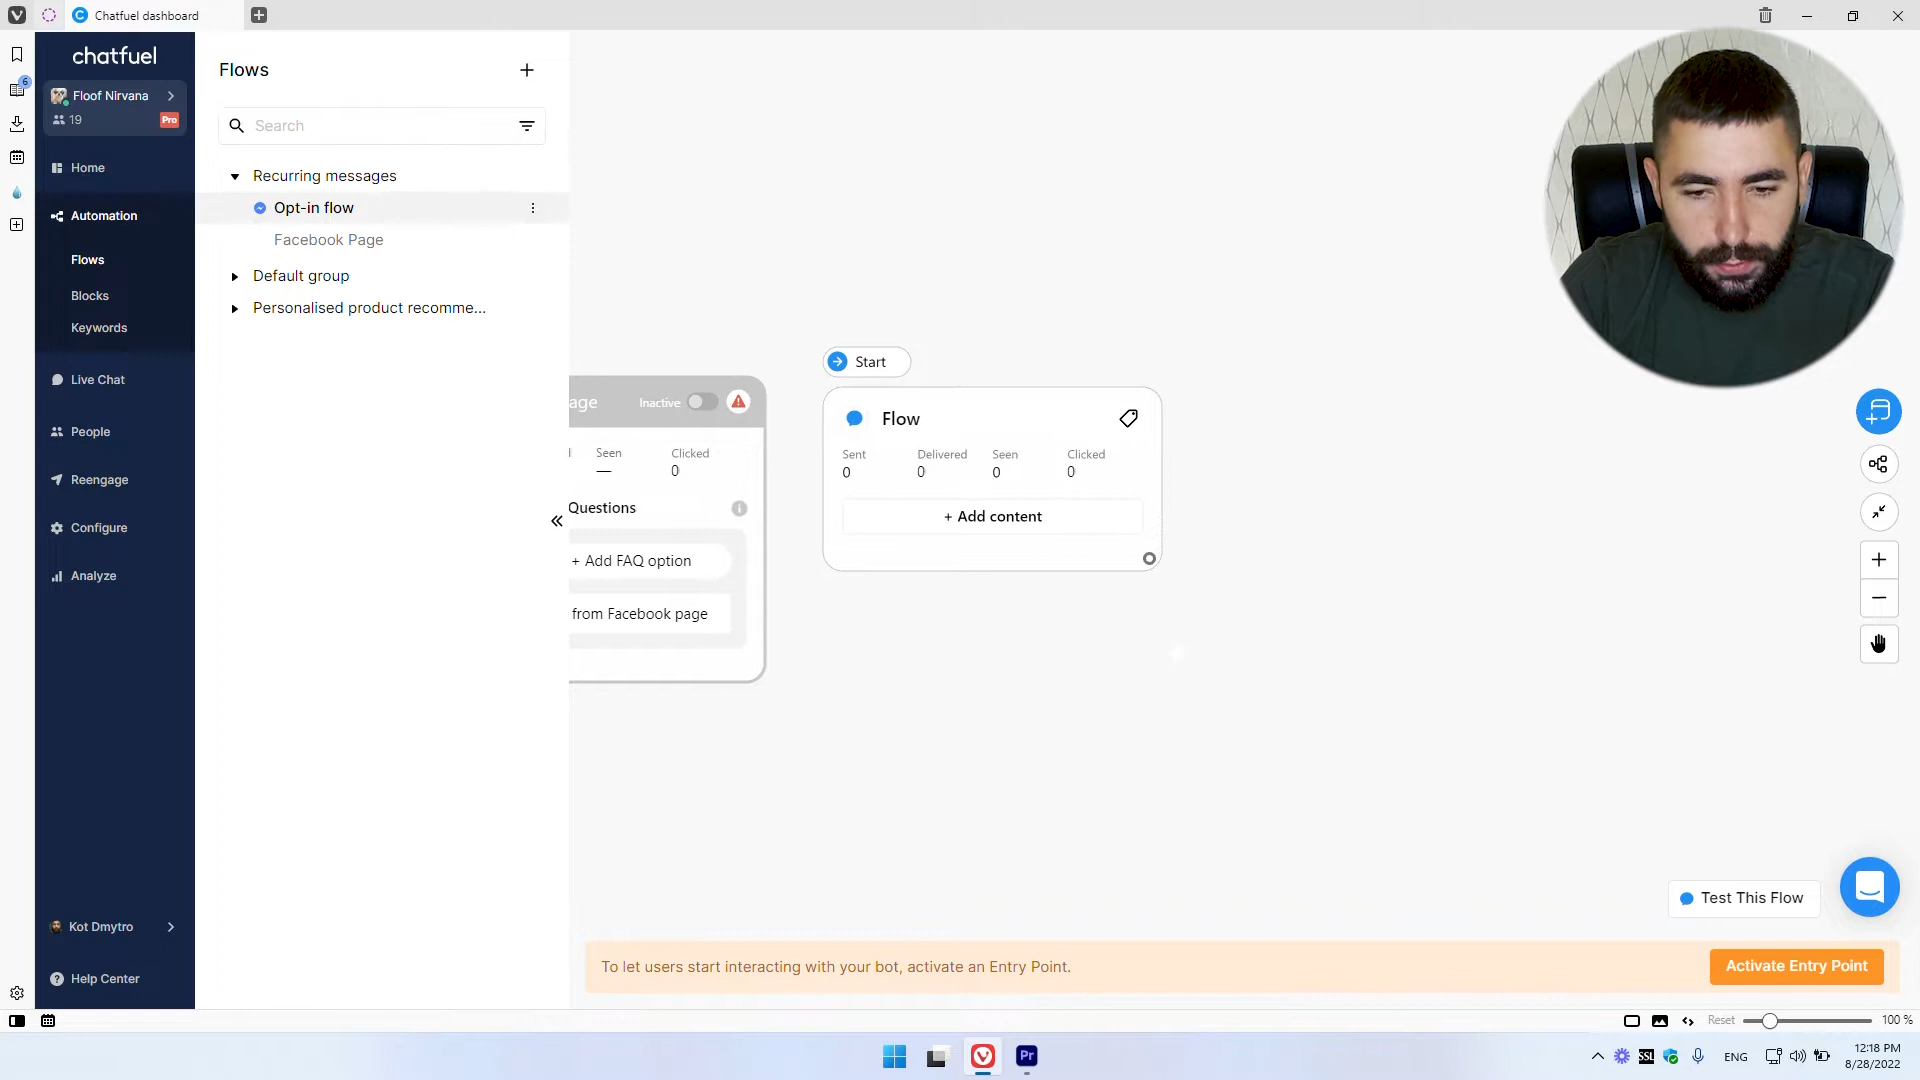 Chatfuel dashboard
chatfuel
Floof Nirvana
19
Pro
6
Home
Automation
Flows
Blocks
Keywords
Live Chat
People
Reengage
Configure
Analyze
Kot Dmytro
Help Center
Flows
Search
Recurring messages
Opt-in flow
Facebook Page
Default group
Personalised product recomme...
age
Inactive
Seen
Clicked
—
0
Questions
+ Add FAQ option
from Facebook page
Start
Flow
Sent
Delivered
Seen
Clicked
0
0
0
0
+ Add content
Test This Flow
To let users start interacting with your bot, activate an Entry Point.
Activate Entry Point
Reset
100 %
Pr
SSL
ENG
12:18 PM
8/28/2022